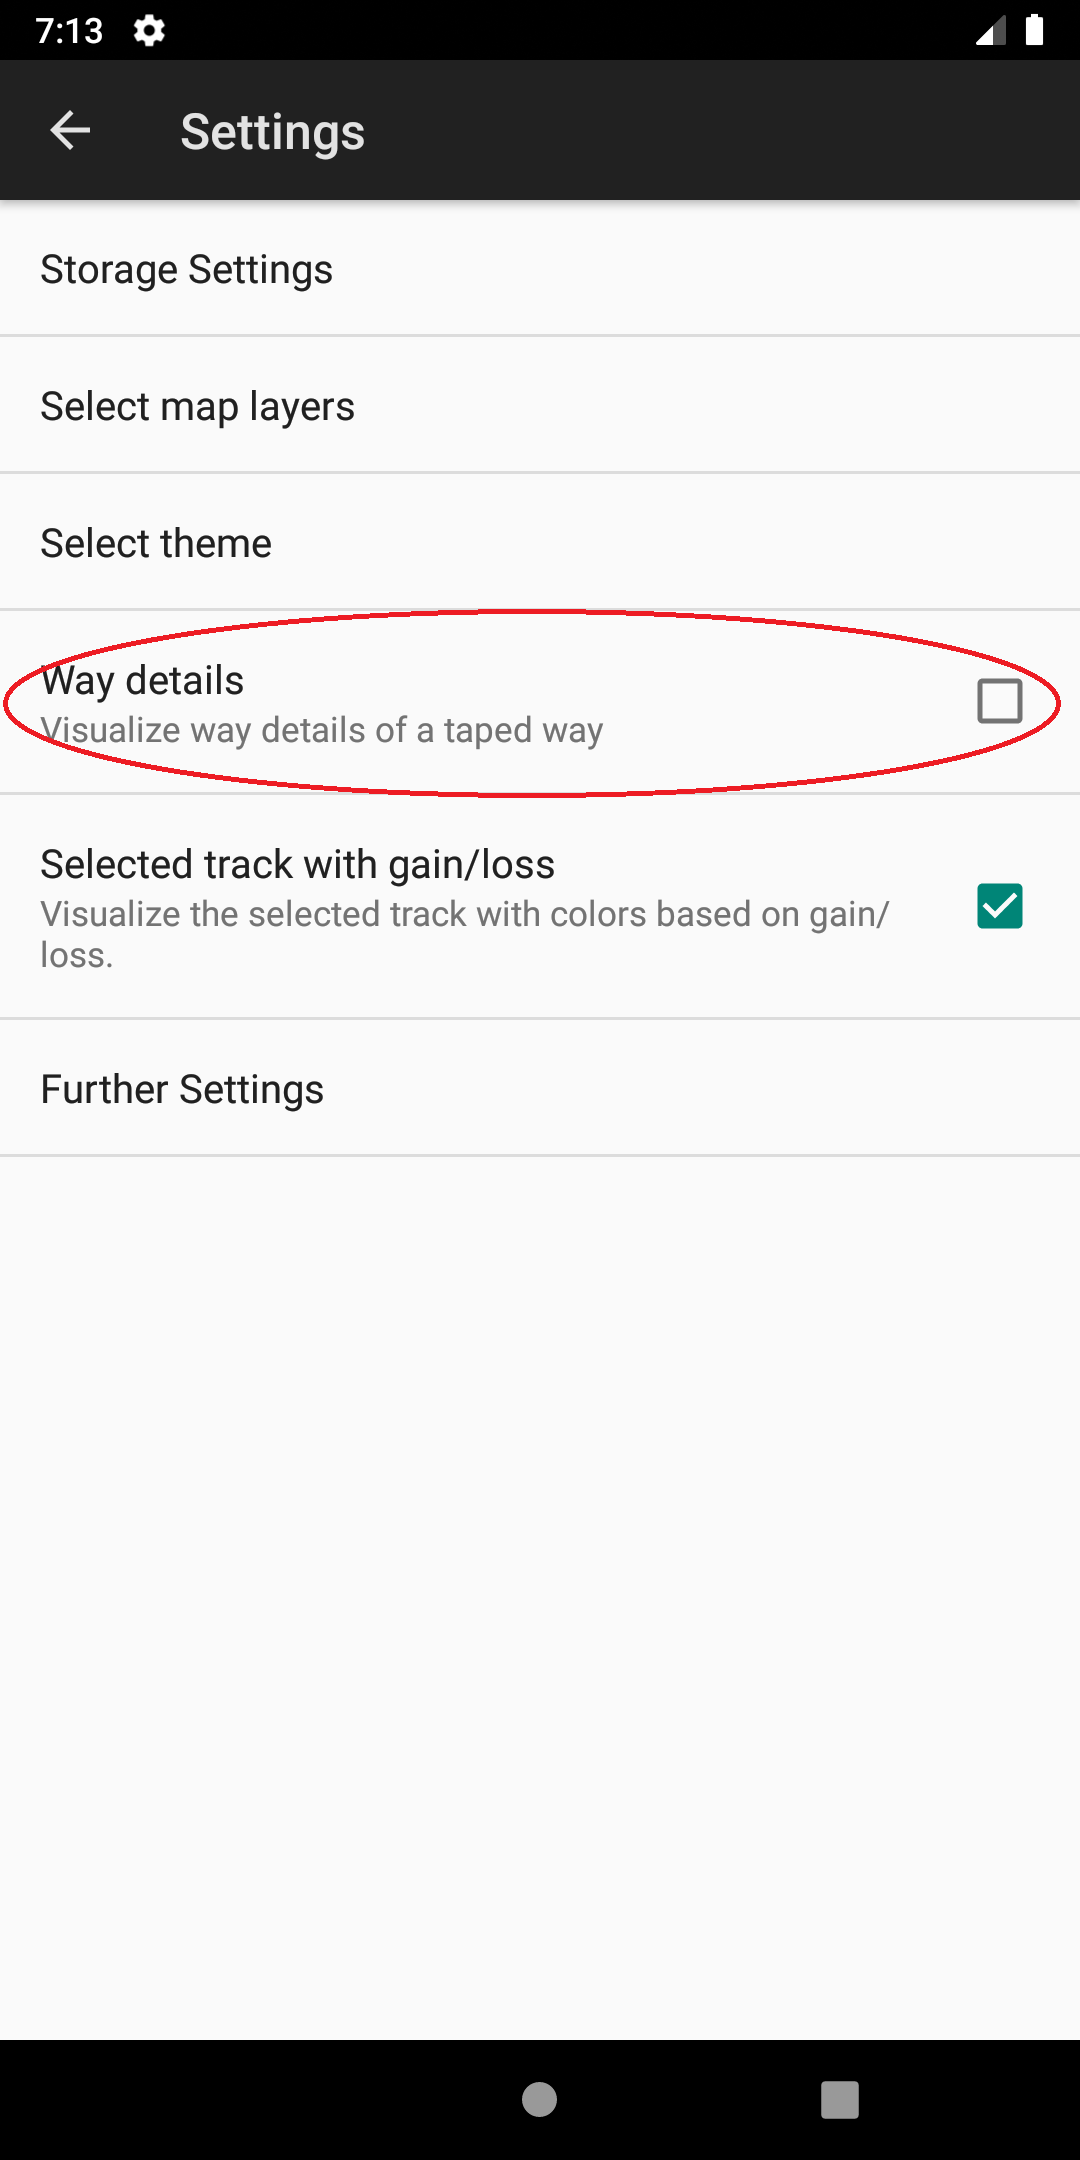 7:13
Settings
Storage Settings
Select map layers
Select theme
Way details
Visualize way details of a taped way
Selected track with gain/loss
Visualize the selected track with colors based on gain/
loss.
Further Settings